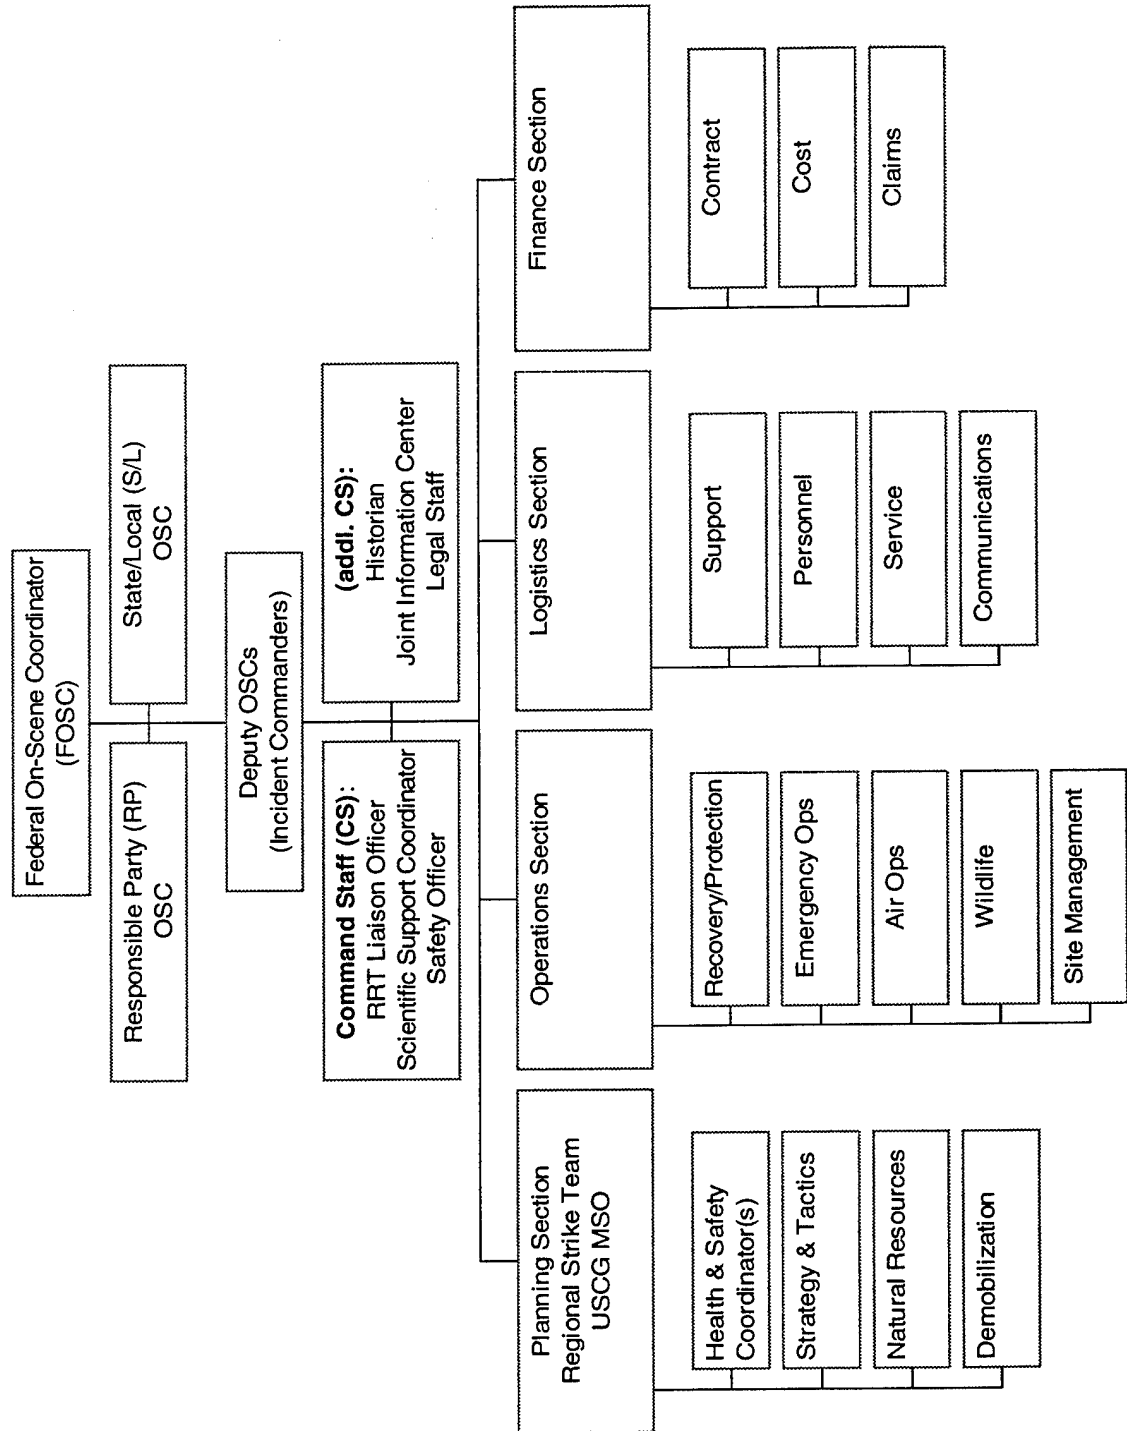 Federal On-Scene Coordinator
(FOSC)
Responsible Party (RP)
OSC
State/Local (S/L)
OSC
Deputy OSCs
(Incident Commanders)
Command Staff (CS):
RRT Liaison Officer
Scientific Support Coordinator
Safety Officer
(addl. CS):
Historian
Joint Information Center
Legal Staff
Planning Section
Regional Strike Team
USCG MSO
Health & Safety
Coordinator(s)
Strategy & Tactics
Natural Resources
Demobilization
Operations Section
Recovery/Protection
Emergency Ops
Air Ops
Wildlife
Site Management
Logistics Section
Support
Personnel
Service
Communications
Finance Section
Contract
Cost
Claims